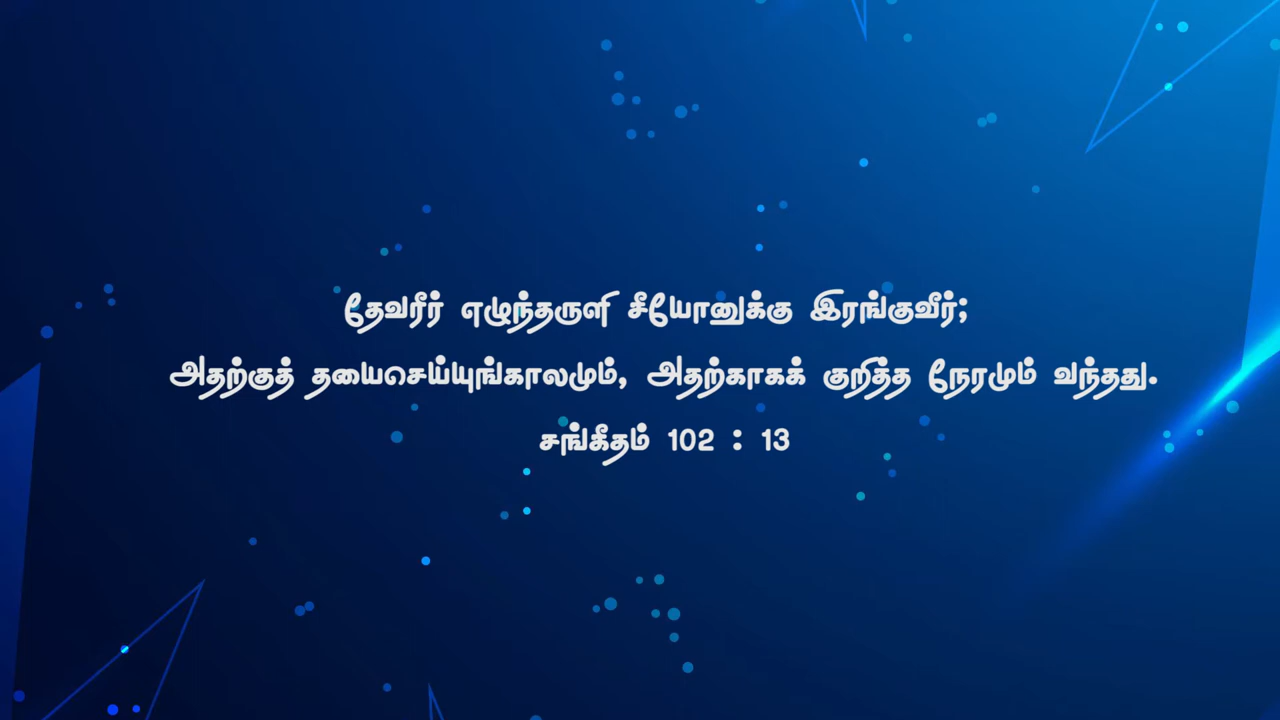 தேவரீர் எழுந்தருளி சீயோனுக்கு இரங்குவீர்;
அதற்குத் தயைசெய்யுங்காலமும், அதற்காகக் குறித்த நேரமும் வந்தது.
சங்கீதம் 102 : 13